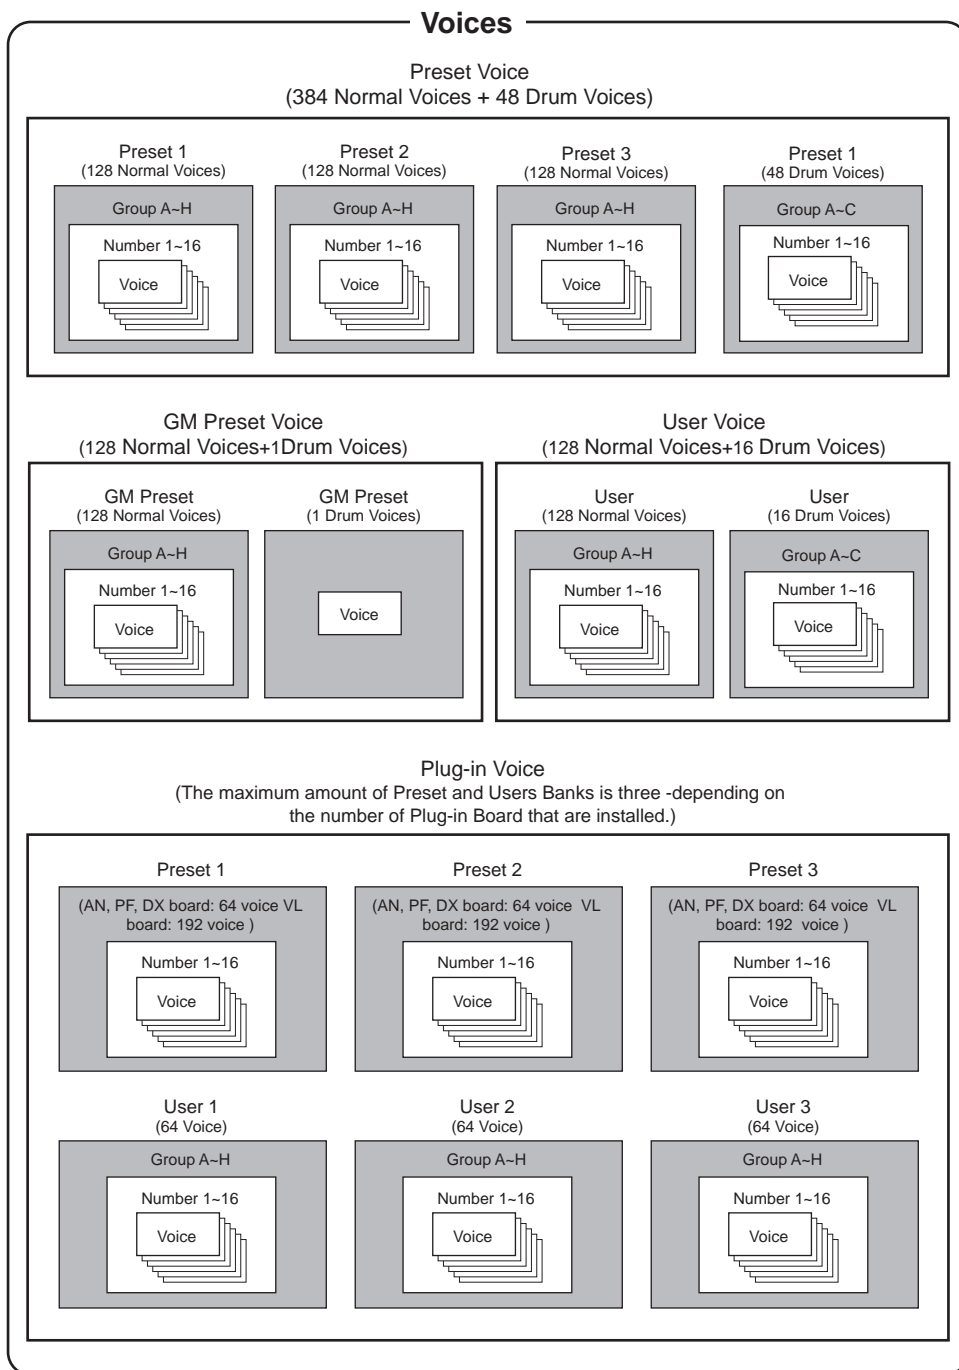 Voices
Preset Voice
(384 Normal Voices + 48 Drum Voices)
Preset 1
(128 Normal Voices)
Group A~H
Number 1~16
Voice
Preset 2
(128 Normal Voices)
Group A~H
Number 1~16
Voice
Preset 3
(128 Normal Voices)
Group A~H
Number 1~16
Voice
Preset 1
(48 Drum Voices)
Group A~C
Number 1~16
Voice
GM Preset Voice
(128 Normal Voices+1Drum Voices)
GM Preset
(128 Normal Voices)
Group A~H
Number 1~16
Voice
GM Preset
(1 Drum Voices)
Voice
User Voice
(128 Normal Voices+16 Drum Voices)
User
(128 Normal Voices)
Group A~H
Number 1~16
Voice
User
(16 Drum Voices)
Group A~C
Number 1~16
Voice
Plug-in Voice
(The maximum amount of Preset and Users Banks is three -depending on
the number of Plug-in Board that are installed.)
Preset 1
(AN, PF, DX board: 64 voice VL
board: 192 voice )
Number 1~16
Voice
Preset 2
(AN, PF, DX board: 64 voice VL
board: 192 voice )
Number 1~16
Voice
Preset 3
(AN, PF, DX board: 64 voice VL
board: 192 voice )
Number 1~16
Voice
User 1
(64 Voice)
Group A~H
Number 1~16
Voice
User 2
(64 Voice)
Group A~H
Number 1~16
Voice
User 3
(64 Voice)
Group A~H
Number 1~16
Voice